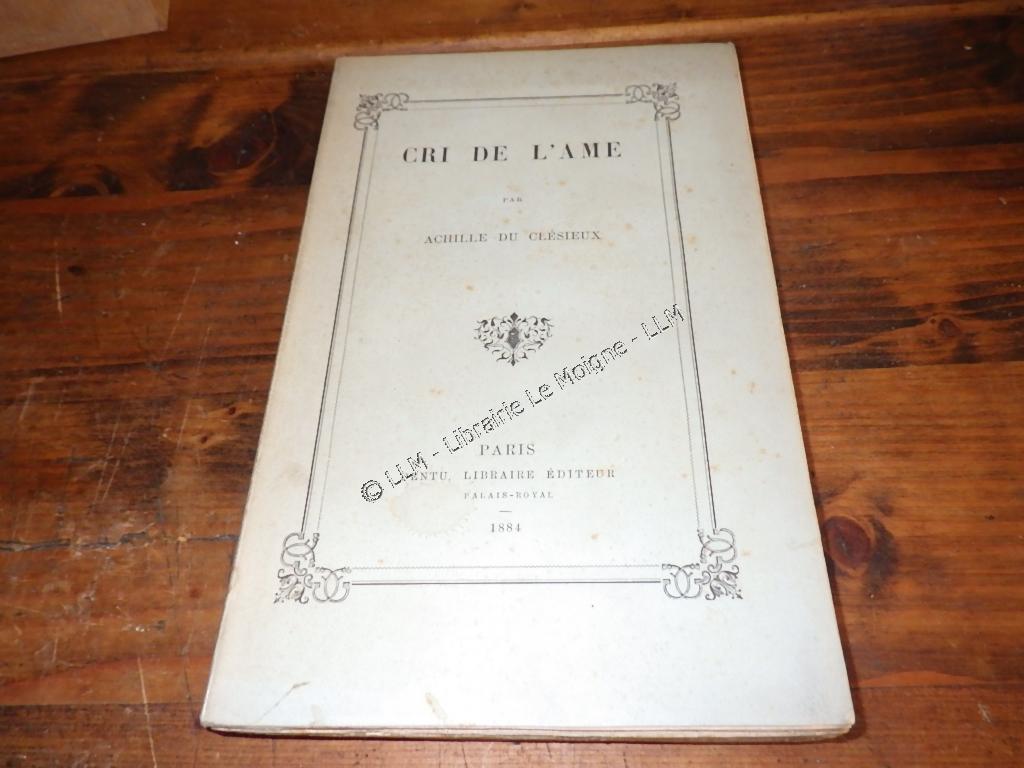 CRI DE L'AME
PAR
ACHILLE DU CLÉSIEUX
© LLM - Librairie Le Moigne - LLM
PARIS
LIBRAIRE ÉDITEUR
PALAIS-ROYAL
1884